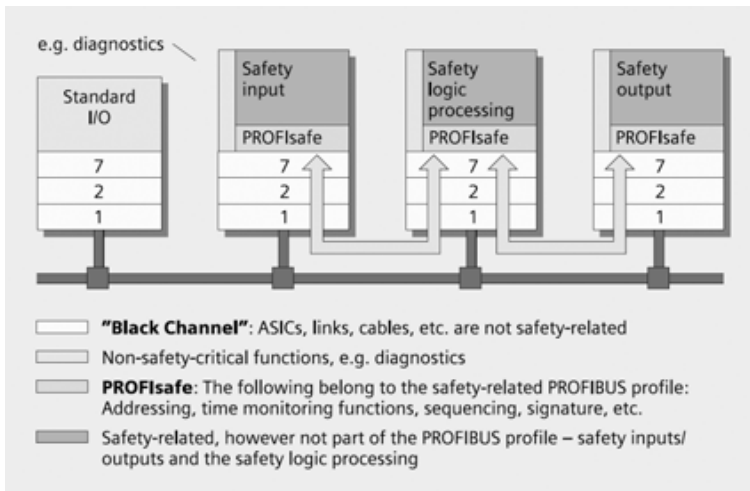 e.g. diagnostics
Standard
I/O
7
2
1
Safety
input
PROFIsafe
7
2
1
Safety
logic
processing
PROFIsafe
7
2
1
Safety
output
PROFIsafe
7
2
1
"Black Channel": ASICs, links, cables, etc. are not safety-related
Non-safety-critical functions, e.g. diagnostics
PROFIsafe: The following belong to the safety-related PROFIBUS profile:
Addressing, time monitoring functions, sequencing, signature, etc.
Safety-related, however not part of the PROFIBUS profile – safety inputs/
outputs and the safety logic processing